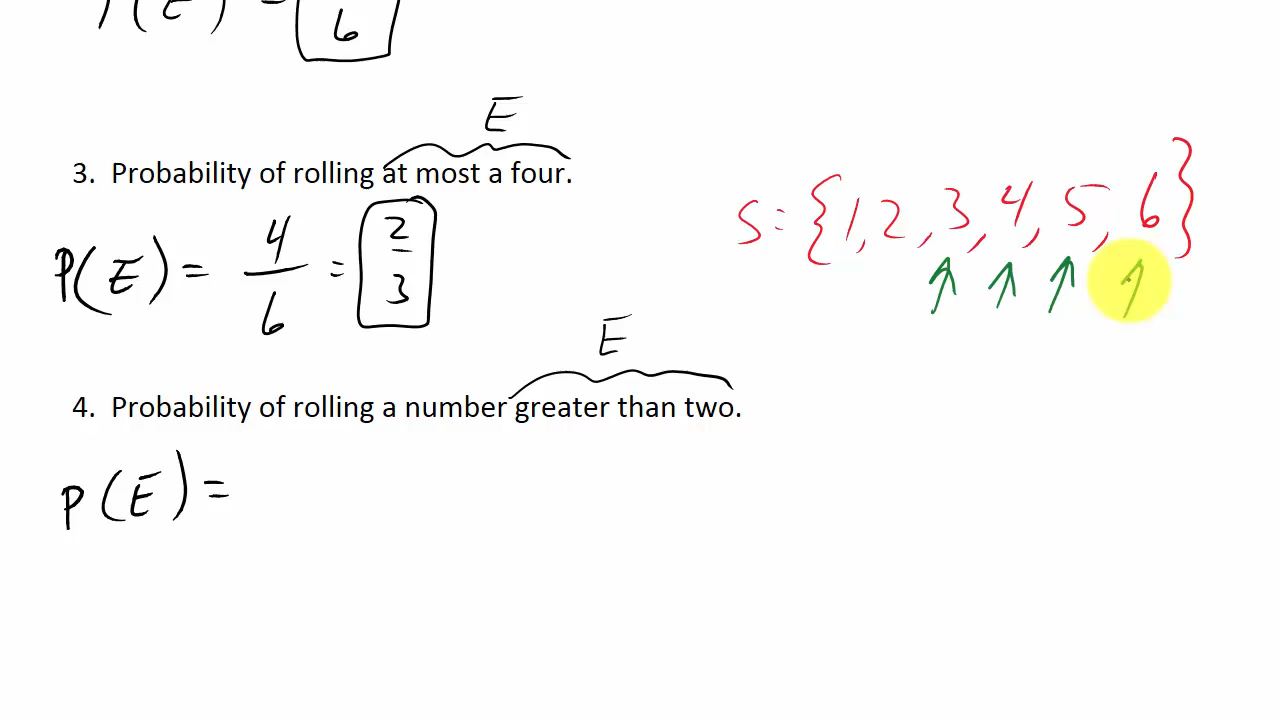 P(E) = 6
E
3. Probability of rolling at most a four.
S = {1, 2, 3, 4, 5, 6}
P(E) = 4/6 = 2/3
E
4. Probability of rolling a number greater than two.
P(E) =